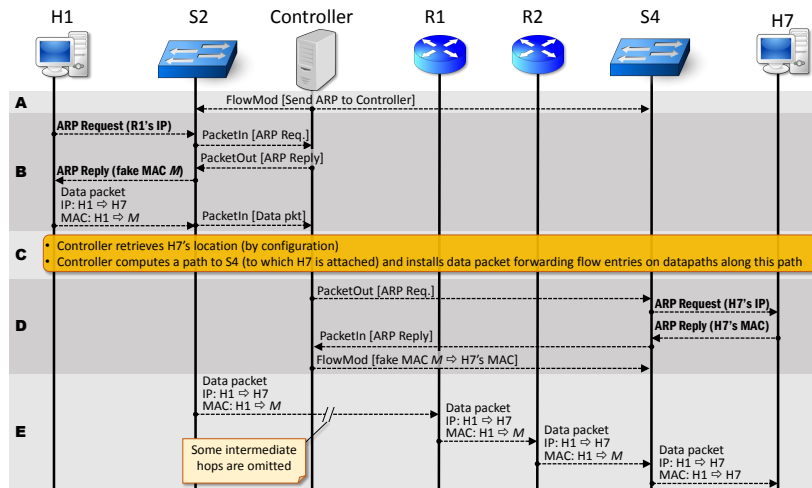 H1 S2 Controller R1 R2 S4 H7
A
FlowMod [Send ARP to Controller]
B
ARP Request (R1's IP)
PacketIn [ARP Req.]
PacketOut [ARP Reply]
ARP Reply (fake MAC M)
Data packet
IP: H1 ⇨ H7
MAC: H1 ⇨ M
PacketIn [Data pkt]
C
• Controller retrieves H7's location (by configuration)
• Controller computes a path to S4 (to which H7 is attached) and installs data packet forwarding flow entries on datapaths along this path
D
PacketOut [ARP Req.]
ARP Request (H7's IP)
ARP Reply (H7's MAC)
PacketIn [ARP Reply]
FlowMod [fake MAC M ⇨ H7's MAC]
E
Data packet
IP: H1 ⇨ H7
MAC: H1 ⇨ M
Some intermediate
hops are omitted
Data packet
IP: H1 ⇨ H7
MAC: H1 ⇨ M
Data packet
IP: H1 ⇨ H7
MAC: H1 ⇨ M
Data packet
IP: H1 ⇨ H7
MAC: H1 ⇨ H7